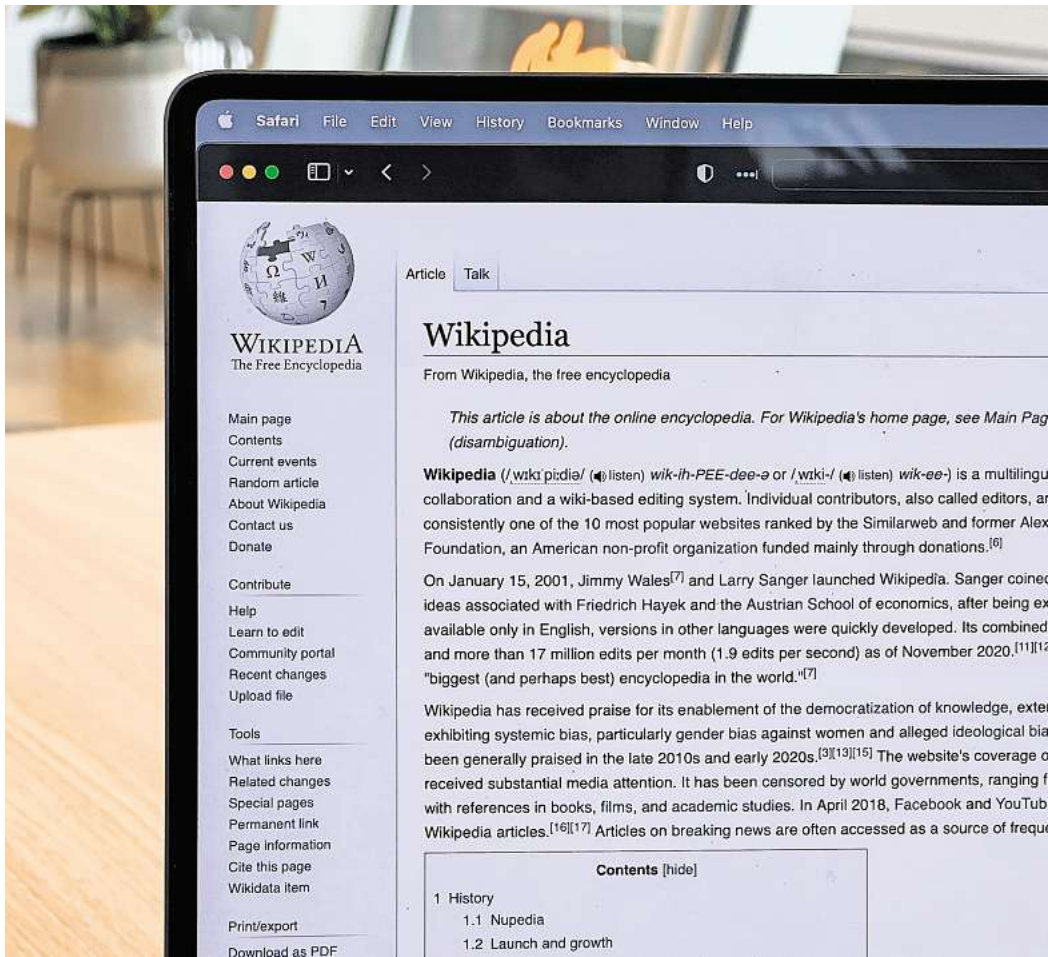 Safari File Edit View History Bookmarks Window Help
WIKIPEDIA
The Free Encyclopedia
Main page
Contents
Current events
Random article
About Wikipedia
Contact us
Donate
Contribute
Help
Learn to edit
Community portal
Recent changes
Upload file
Tools
What links here
Related changes
Special pages
Permanent link
Page information
Cite this page
Wikidata item
Print/export
Download as PDF
Article Talk
Wikipedia
From Wikipedia, the free encyclopedia
This article is about the online encyclopedia. For Wikipedia's home page, see Main Pag
(disambiguation).
Wikipedia (/ˌwɪkɪˈpiːdiə/ (listen) wik-ih-PEE-dee-ə or /ˌwɪki-/ (listen) wik-ee-) is a multilingu
collaboration and a wiki-based editing system. Individual contributors, also called editors, ar
consistently one of the 10 most popular websites ranked by the Similarweb and former Alex
Foundation, an American non-profit organization funded mainly through donations.[6]
On January 15, 2001, Jimmy Wales[7] and Larry Sanger launched Wikipedia. Sanger coined
ideas associated with Friedrich Hayek and the Austrian School of economics, after being ex
available only in English, versions in other languages were quickly developed. Its combined
and more than 17 million edits per month (1.9 edits per second) as of November 2020.[11][12
"biggest (and perhaps best) encyclopedia in the world."[7]
Wikipedia has received praise for its enablement of the democratization of knowledge, exte
exhibiting systemic bias, particularly gender bias against women and alleged ideological bia
been generally praised in the late 2010s and early 2020s.[3][13][15] The website's coverage o
received substantial media attention. It has been censored by world governments, ranging f
with references in books, films, and academic studies. In April 2018, Facebook and YouTub
Wikipedia articles.[16][17] Articles on breaking news are often accessed as a source of freque
Contents [hide]
1 History
1.1 Nupedia
1.2 Launch and growth